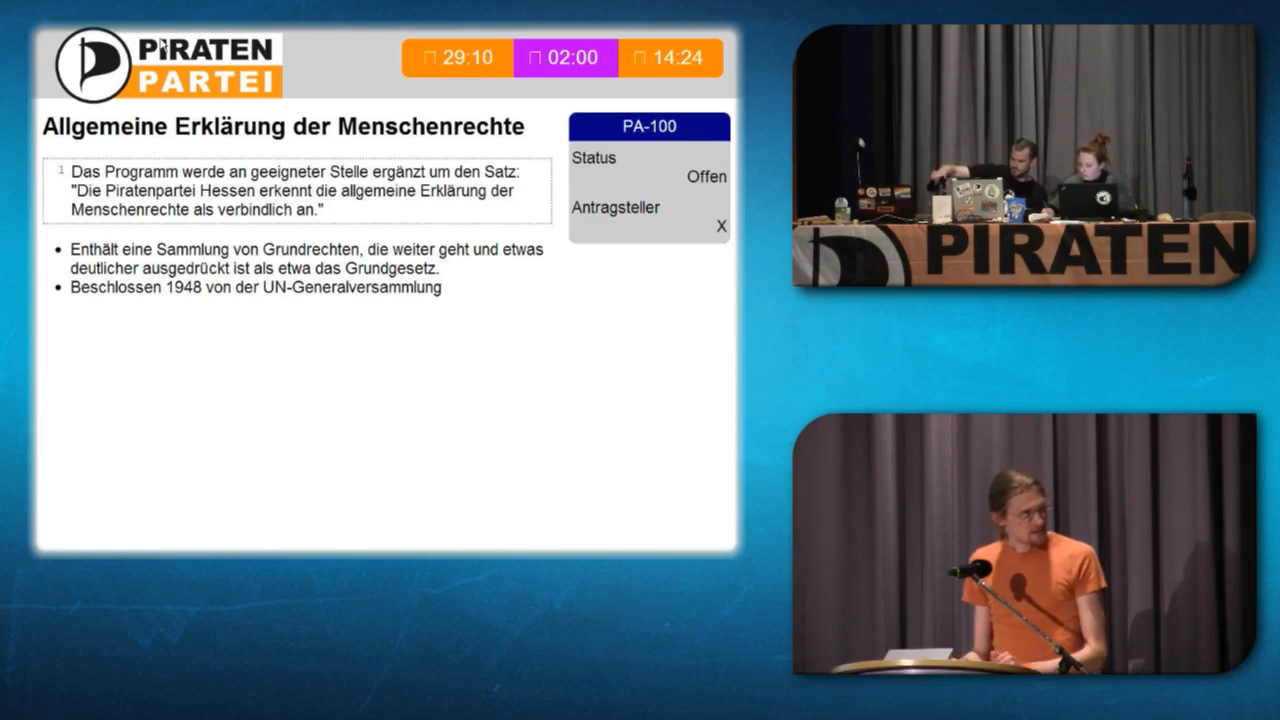 PIRATEN
PARTEI
29:10
02:00
14:24
Allgemeine Erklärung der Menschenrechte
1 Das Programm werde an geeigneter Stelle ergänzt um den Satz:
"Die Piratenpartei Hessen erkennt die allgemeine Erklärung der
Menschenrechte als verbindlich an."
• Enthält eine Sammlung von Grundrechten, die weiter geht und etwas
deutlicher ausgedrückt ist als etwa das Grundgesetz.
• Beschlossen 1948 von der UN-Generalversammlung
PA-100
Status
Offen
Antragsteller
X
PIRATEN